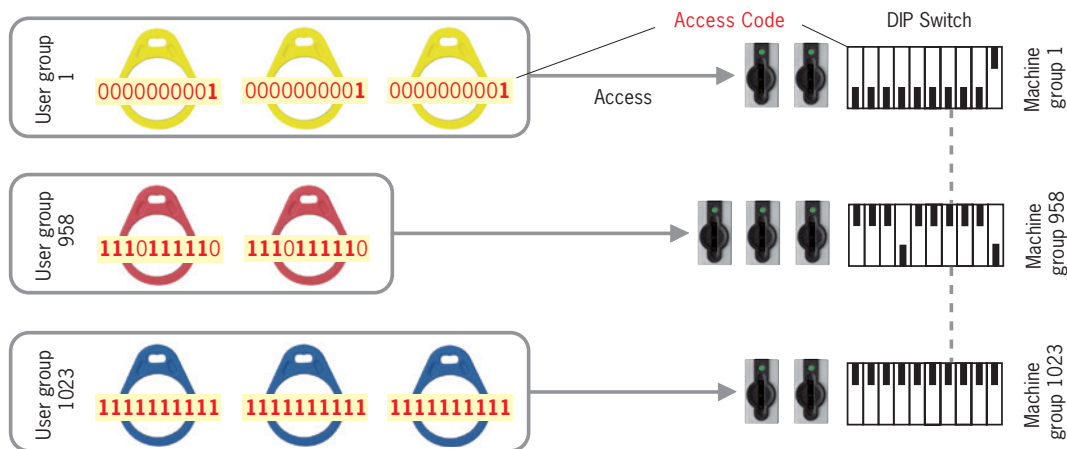 Access Code
DIP Switch
User group
1
0000000001
0000000001
0000000001
Access
Machine
group 1
User group
958
1110111110
1110111110
Machine
group 958
User group
1023
1111111111
1111111111
1111111111
Machine
group 1023